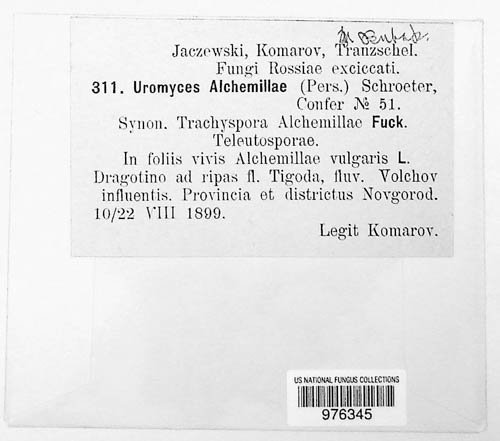 Jaczewski, Komarov, Tranzschel.
Fungi Rossiae exciccati.
311. Uromyces Alchemillae (Pers.) Schroeter,
Confer № 51.
Synon. Trachyspora Alchemillae Fuck.
Teleutosporae.
In foliis vivis Alchemillae vulgaris L.
Dragotino ad ripas fl. Tigoda, fluv. Volchov
influentis. Provincia et districtus Novgorod.
10/22 VIII 1899.
Legit Komarov.
US NATIONAL FUNGUS COLLECTIONS
976345